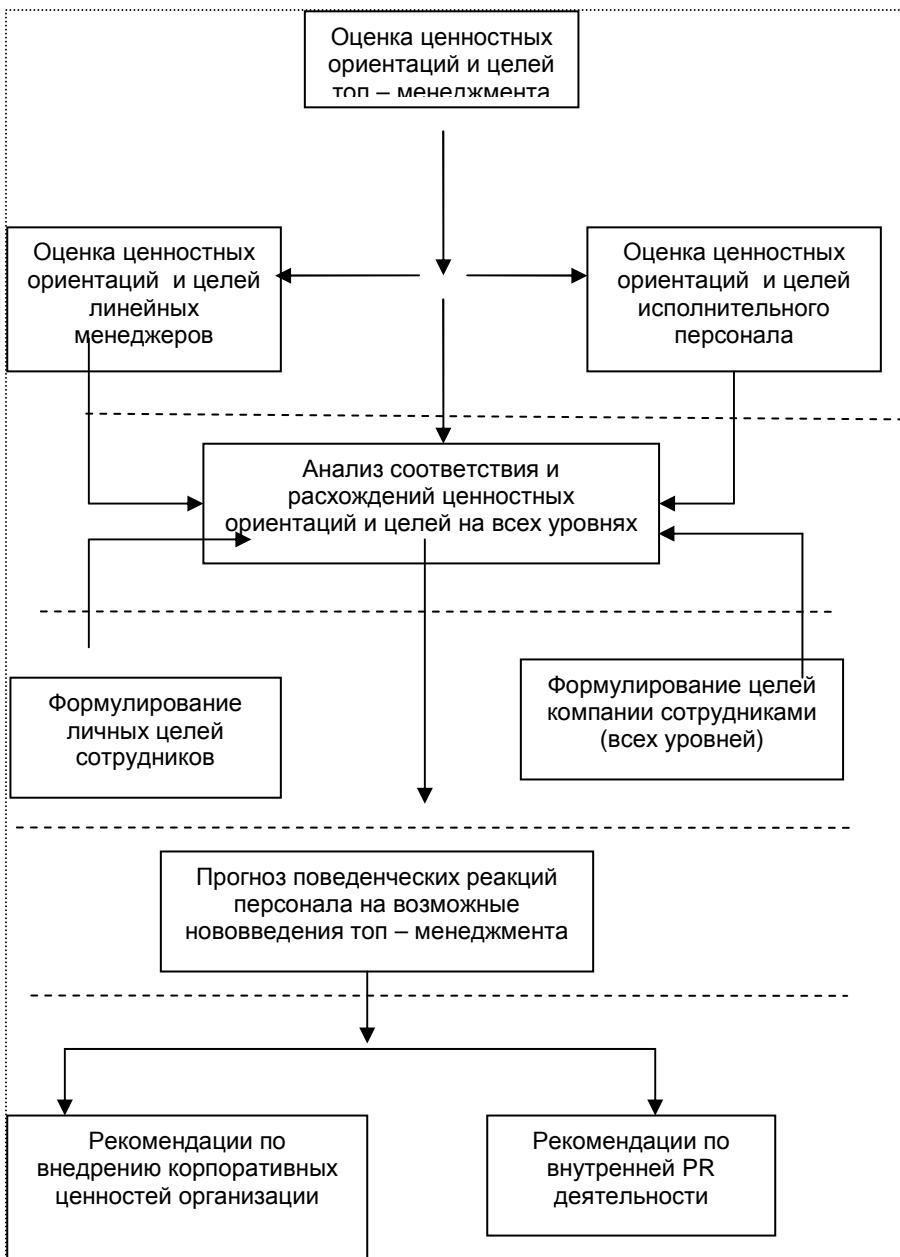 Оценка ценностных
ориентаций и целей
топ – менеджмента
Оценка ценностных
ориентаций и целей
линейных
менеджеров
Оценка ценностных
ориентаций и целей
исполнительного
персонала
Анализ соответствия и
расхождений ценностных
ориентаций и целей на всех уровнях
Формулирование
личных целей
сотрудников
Формулирование целей
компании сотрудниками
(всех уровней)
Прогноз поведенческих реакций
персонала на возможные
нововведения топ – менеджмента
Рекомендации по
внедрению корпоративных
ценностей организации
Рекомендации по
внутренней PR
деятельности